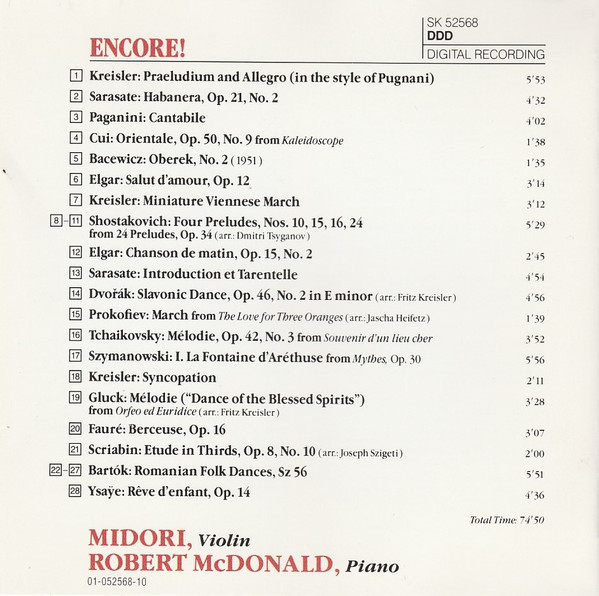 SK 52568
DDD
ENCORE!
DIGITAL RECORDING
1 Kreisler: Praeludium and Allegro (in the style of Pugnani) 5'53
2 Sarasate: Habanera, Op. 21, No. 2 4'32
3 Paganini: Cantabile 4'02
4 Cui: Orientale, Op. 50, No. 9 from Kaleidoscope 1'38
5 Bacewicz: Oberek, No. 2 (1951) 1'35
6 Elgar: Salut d'amour, Op. 12 3'14
7 Kreisler: Miniature Viennese March 3'12
8–11 Shostakovich: Four Preludes, Nos. 10, 15, 16, 24 5'29
from 24 Preludes, Op. 34 (arr.: Dmitri Tsyganov)
12 Elgar: Chanson de matin, Op. 15, No. 2 2'45
13 Sarasate: Introduction et Tarentelle 4'54
14 Dvořák: Slavonic Dance, Op. 46, No. 2 in E minor (arr.: Fritz Kreisler) 4'56
15 Prokofiev: March from The Love for Three Oranges (arr.: Jascha Heifetz) 1'39
16 Tchaikovsky: Mélodie, Op. 42, No. 3 from Souvenir d'un lieu cher 3'52
17 Szymanowski: I. La Fontaine d'Aréthuse from Mythes, Op. 30 5'56
18 Kreisler: Syncopation 2'11
19 Gluck: Mélodie ("Dance of the Blessed Spirits") 3'28
from Orfeo ed Euridice (arr.: Fritz Kreisler)
20 Fauré: Berceuse, Op. 16 3'07
21 Scriabin: Etude in Thirds, Op. 8, No. 10 (arr.: Joseph Szigeti) 2'00
22–27 Bartók: Romanian Folk Dances, Sz 56 5'51
28 Ysaÿe: Rêve d'enfant, Op. 14 4'36
Total Time: 74'50
MIDORI, Violin
ROBERT McDONALD, Piano
01-052568-10